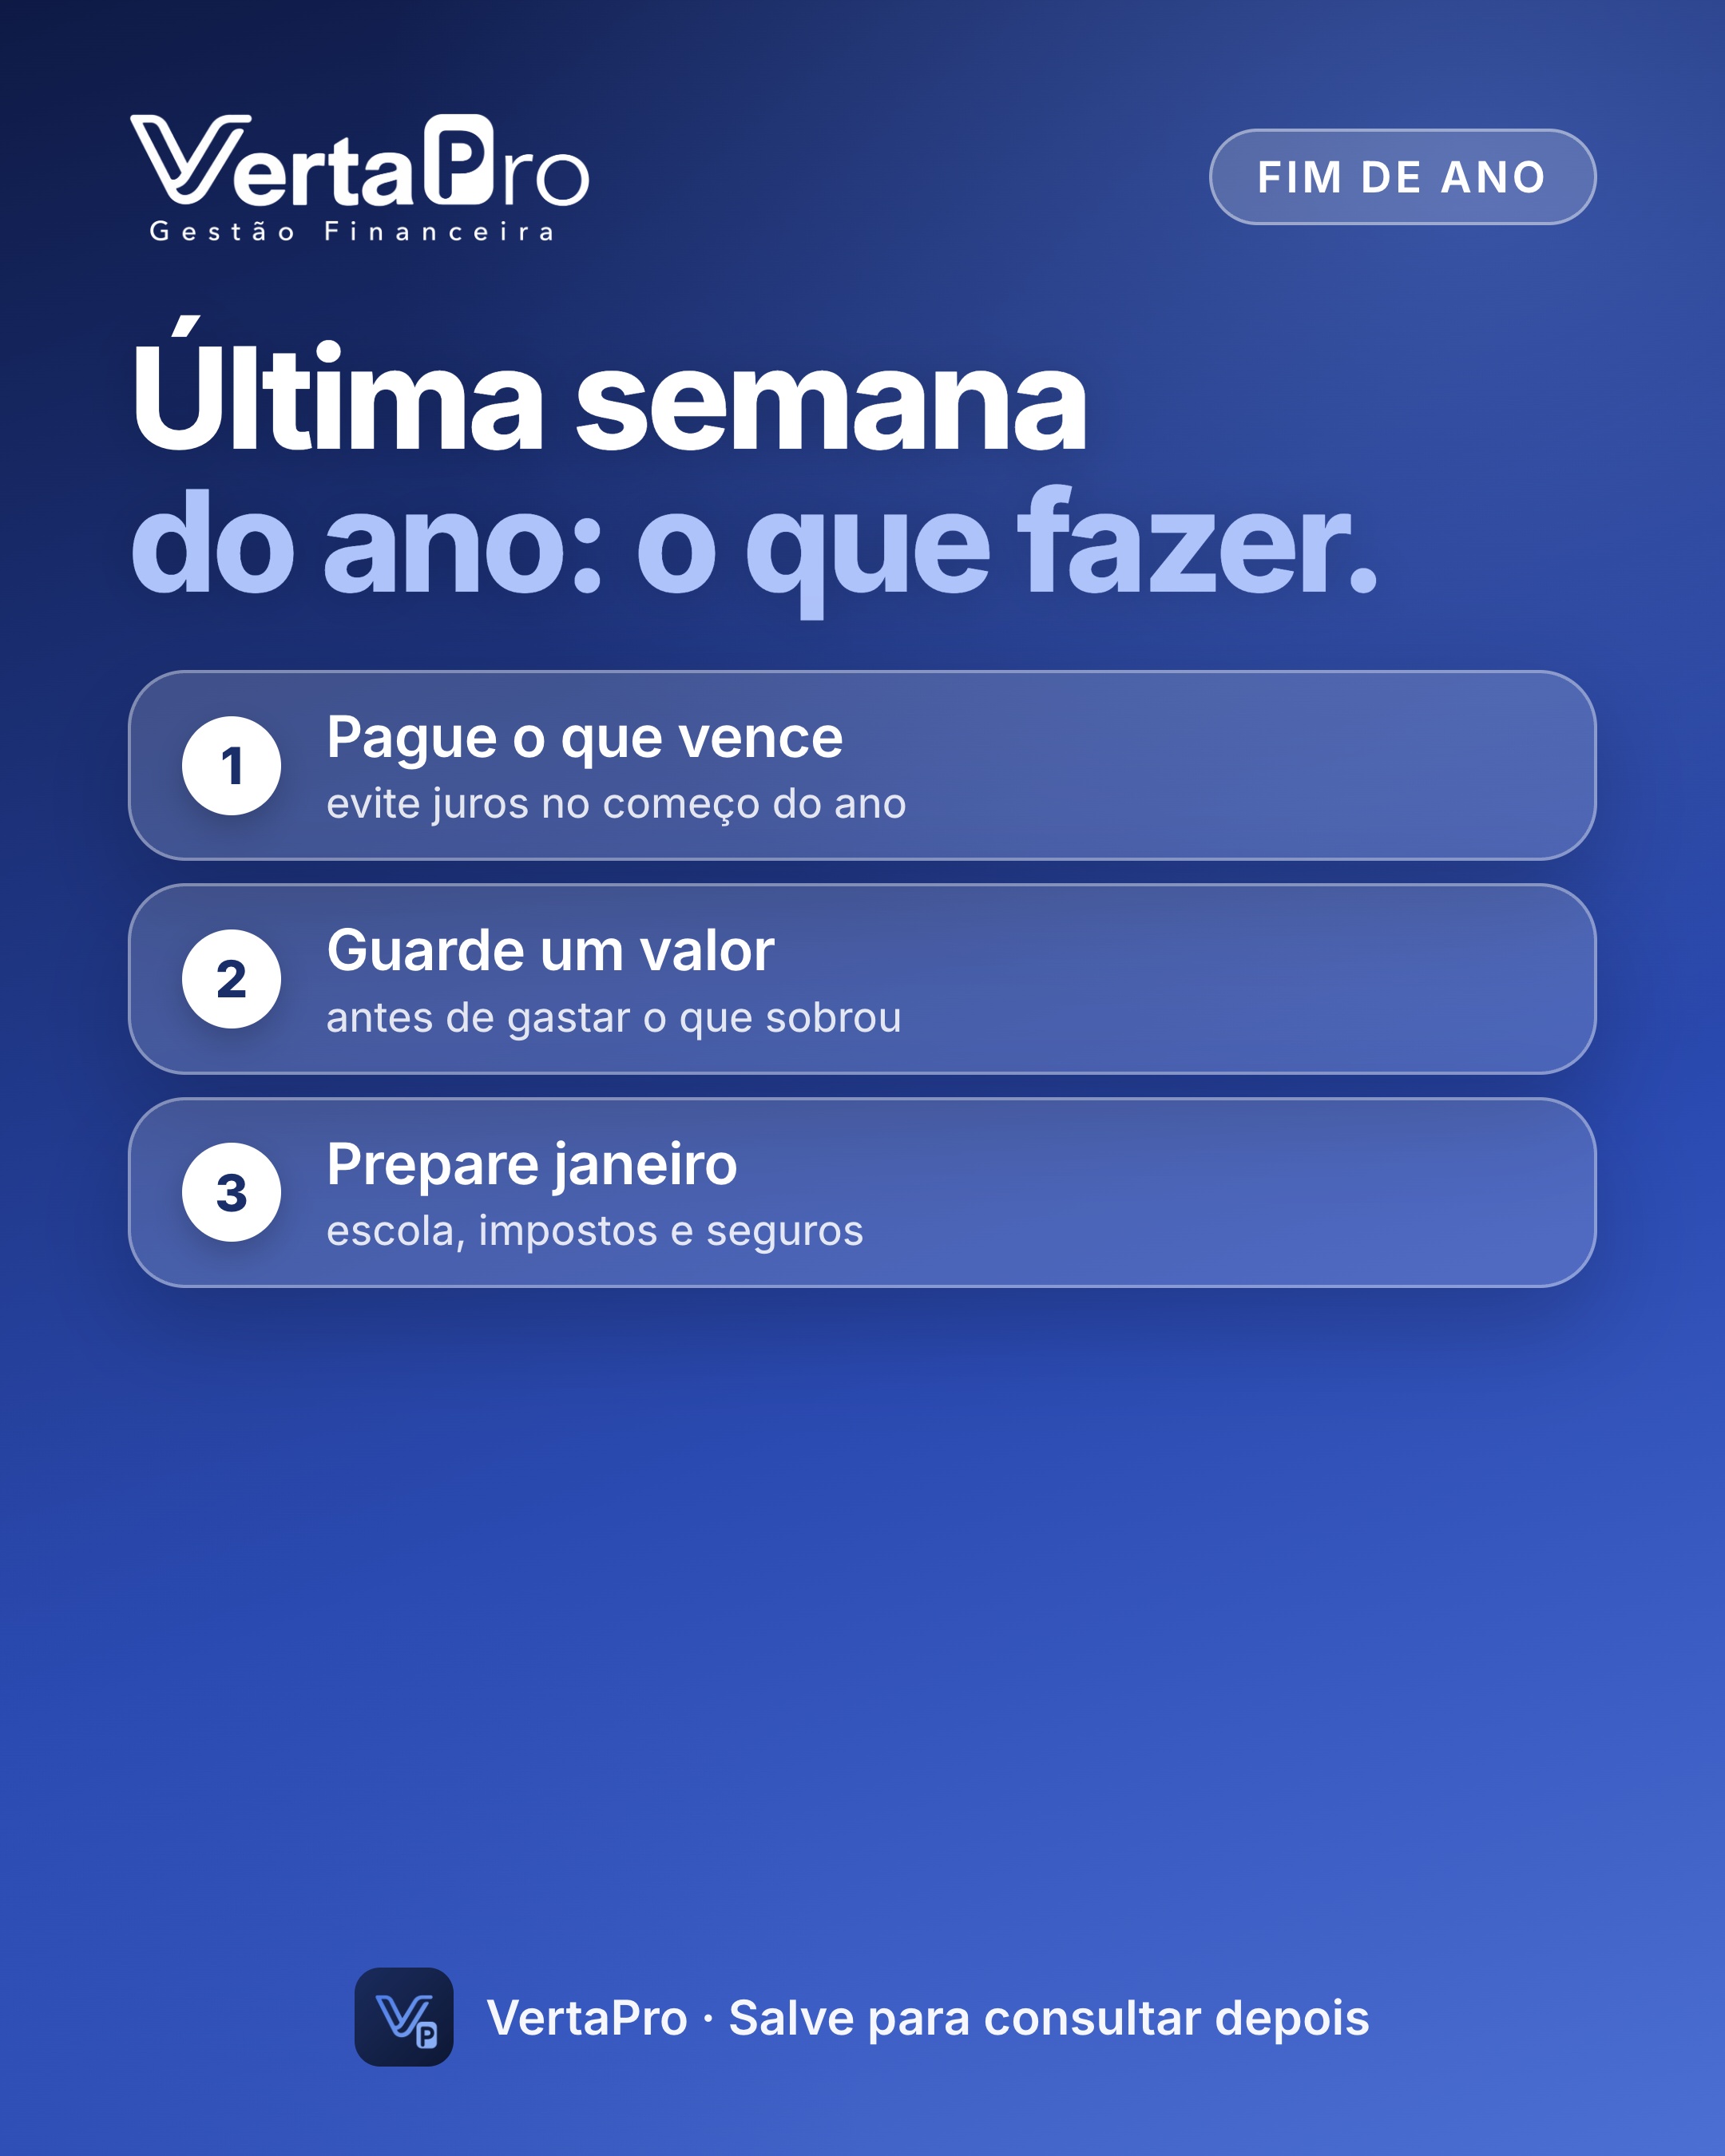 VertaPro
Gestão Financeira
FIM DE ANO
Última semana
do ano: o que fazer.
1
Pague o que vence
evite juros no começo do ano
2
Guarde um valor
antes de gastar o que sobrou
3
Prepare janeiro
escola, impostos e seguros
VP
VertaPro · Salve para consultar depois